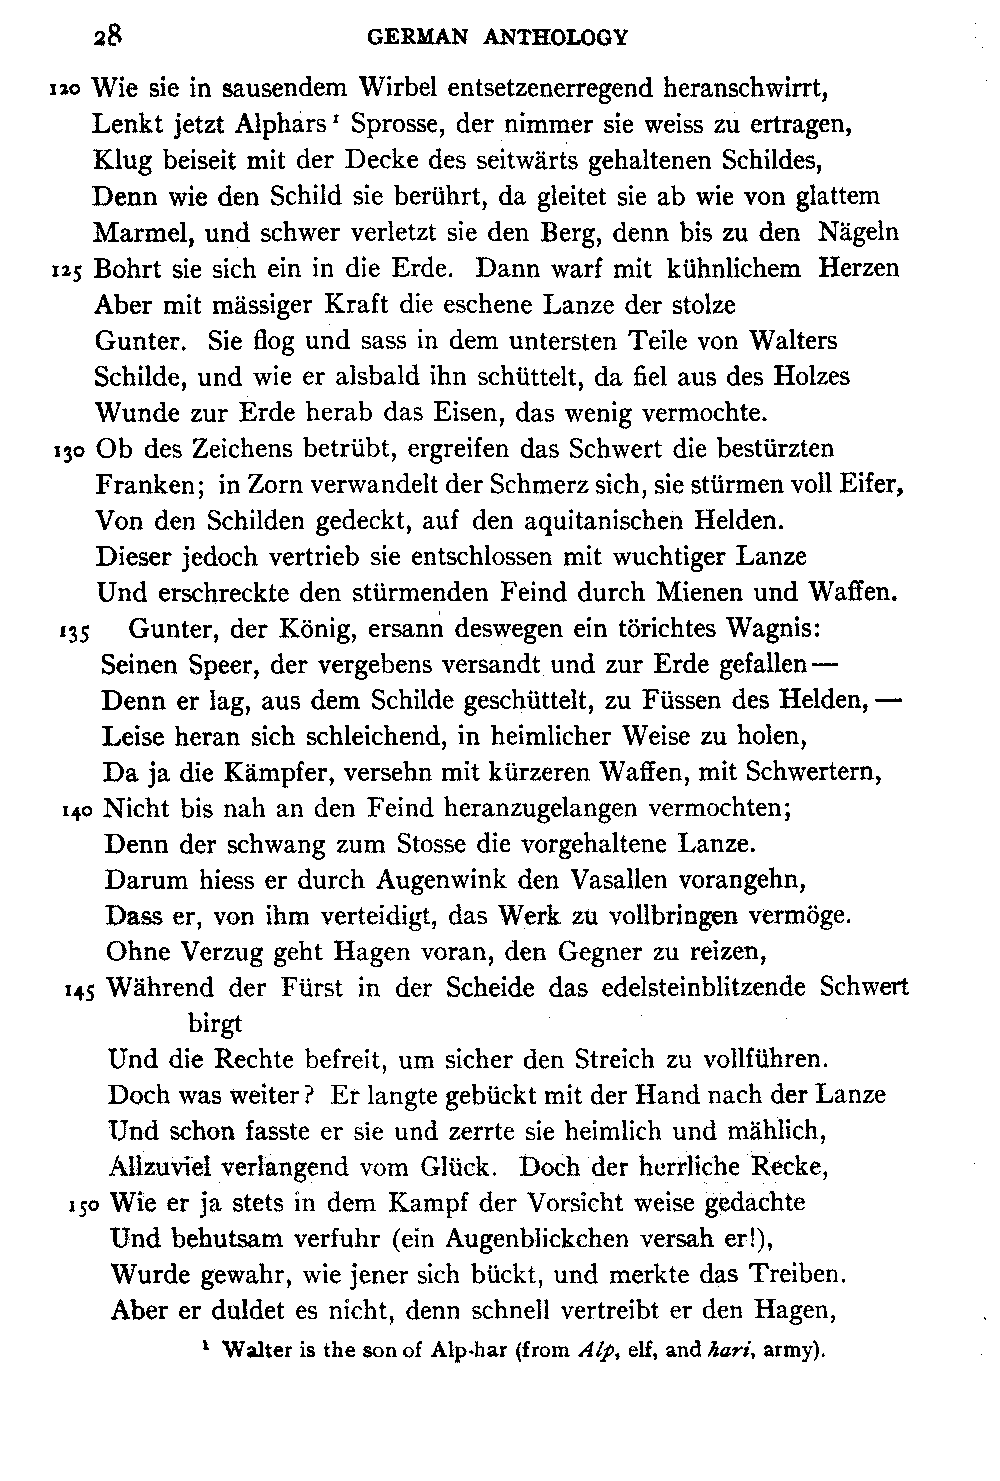 28 GERMAN ANTHOLOGY
120 Wie sie in sausendem Wirbel entsetzenerregend heranschwirrt,
Lenkt jetzt Alphars¹ Sprosse, der nimmer sie weiss zu ertragen,
Klug beiseit mit der Decke des seitwärts gehaltenen Schildes,
Denn wie den Schild sie berührt, da gleitet sie ab wie von glattem
Marmel, und schwer verletzt sie den Berg, denn bis zu den Nägeln
125 Bohrt sie sich ein in die Erde. Dann warf mit kühnlichem Herzen
Aber mit mässiger Kraft die eschene Lanze der stolze
Gunter. Sie flog und sass in dem untersten Teile von Walters
Schilde, und wie er alsbald ihn schüttelt, da fiel aus des Holzes
Wunde zur Erde herab das Eisen, das wenig vermochte.
130 Ob des Zeichens betrübt, ergreifen das Schwert die bestürzten
Franken; in Zorn verwandelt der Schmerz sich, sie stürmen voll Eifer,
Von den Schilden gedeckt, auf den aquitanischen Helden.
Dieser jedoch vertrieb sie entschlossen mit wuchtiger Lanze
Und erschreckte den stürmenden Feind durch Mienen und Waffen.
135 Gunter, der König, ersann deswegen ein törichtes Wagnis:
Seinen Speer, der vergebens versandt und zur Erde gefallen—
Denn er lag, aus dem Schilde geschüttelt, zu Füssen des Helden,—
Leise heran sich schleichend, in heimlicher Weise zu holen,
Da ja die Kämpfer, versehn mit kürzeren Waffen, mit Schwertern,
140 Nicht bis nah an den Feind heranzugelangen vermochten;
Denn der schwang zum Stosse die vorgehaltene Lanze.
Darum hiess er durch Augenwink den Vasallen vorangehn,
Dass er, von ihm verteidigt, das Werk zu vollbringen vermöge.
Ohne Verzug geht Hagen voran, den Gegner zu reizen,
145 Während der Fürst in der Scheide das edelsteinblitzende Schwert
birgt
Und die Rechte befreit, um sicher den Streich zu vollführen.
Doch was weiter? Er langte gebückt mit der Hand nach der Lanze
Und schon fasste er sie und zerrte sie heimlich und mählich,
Allzuviel verlangend vom Glück. Doch der herrliche Recke,
150 Wie er ja stets in dem Kampf der Vorsicht weise gedachte
Und behutsam verfuhr (ein Augenblickchen versah er!),
Wurde gewahr, wie jener sich bückt, und merkte das Treiben.
Aber er duldet es nicht, denn schnell vertreibt er den Hagen,
¹ Walter is the son of Alp-har (from Alp, elf, and hari, army).